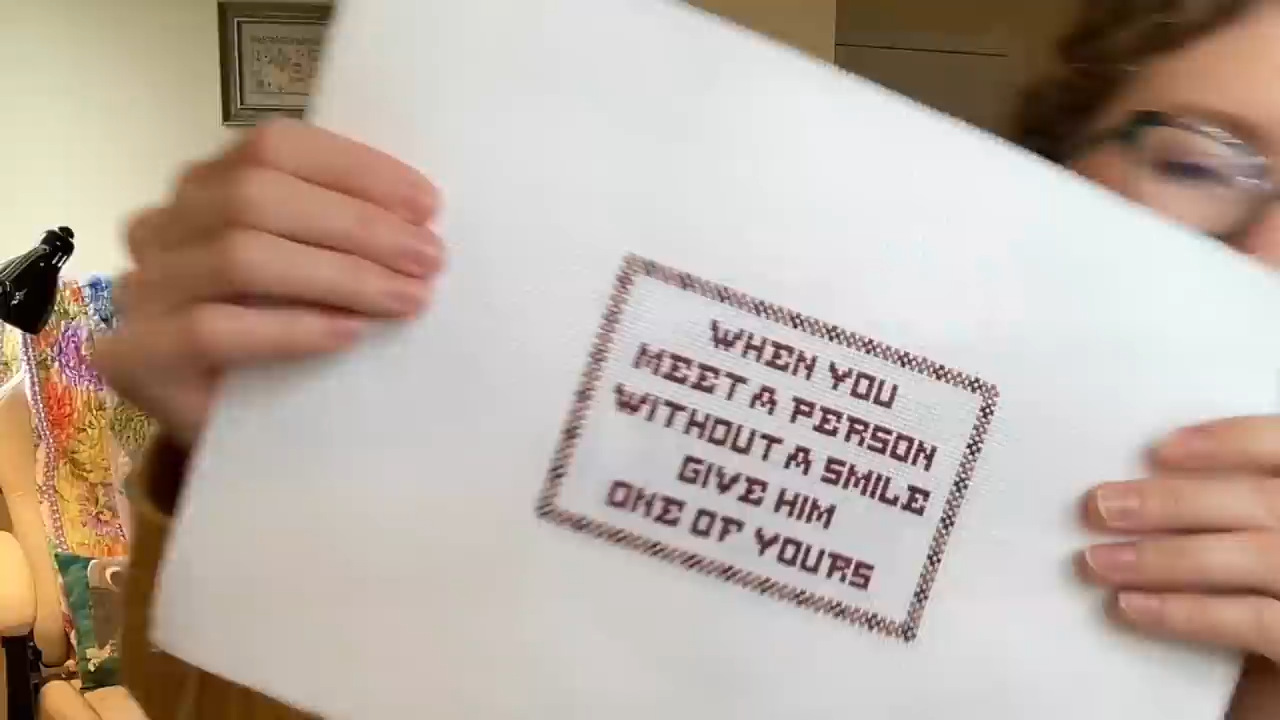 WHEN YOU
MEET A PERSON
WITHOUT A SMILE
GIVE HIM
ONE OF YOURS